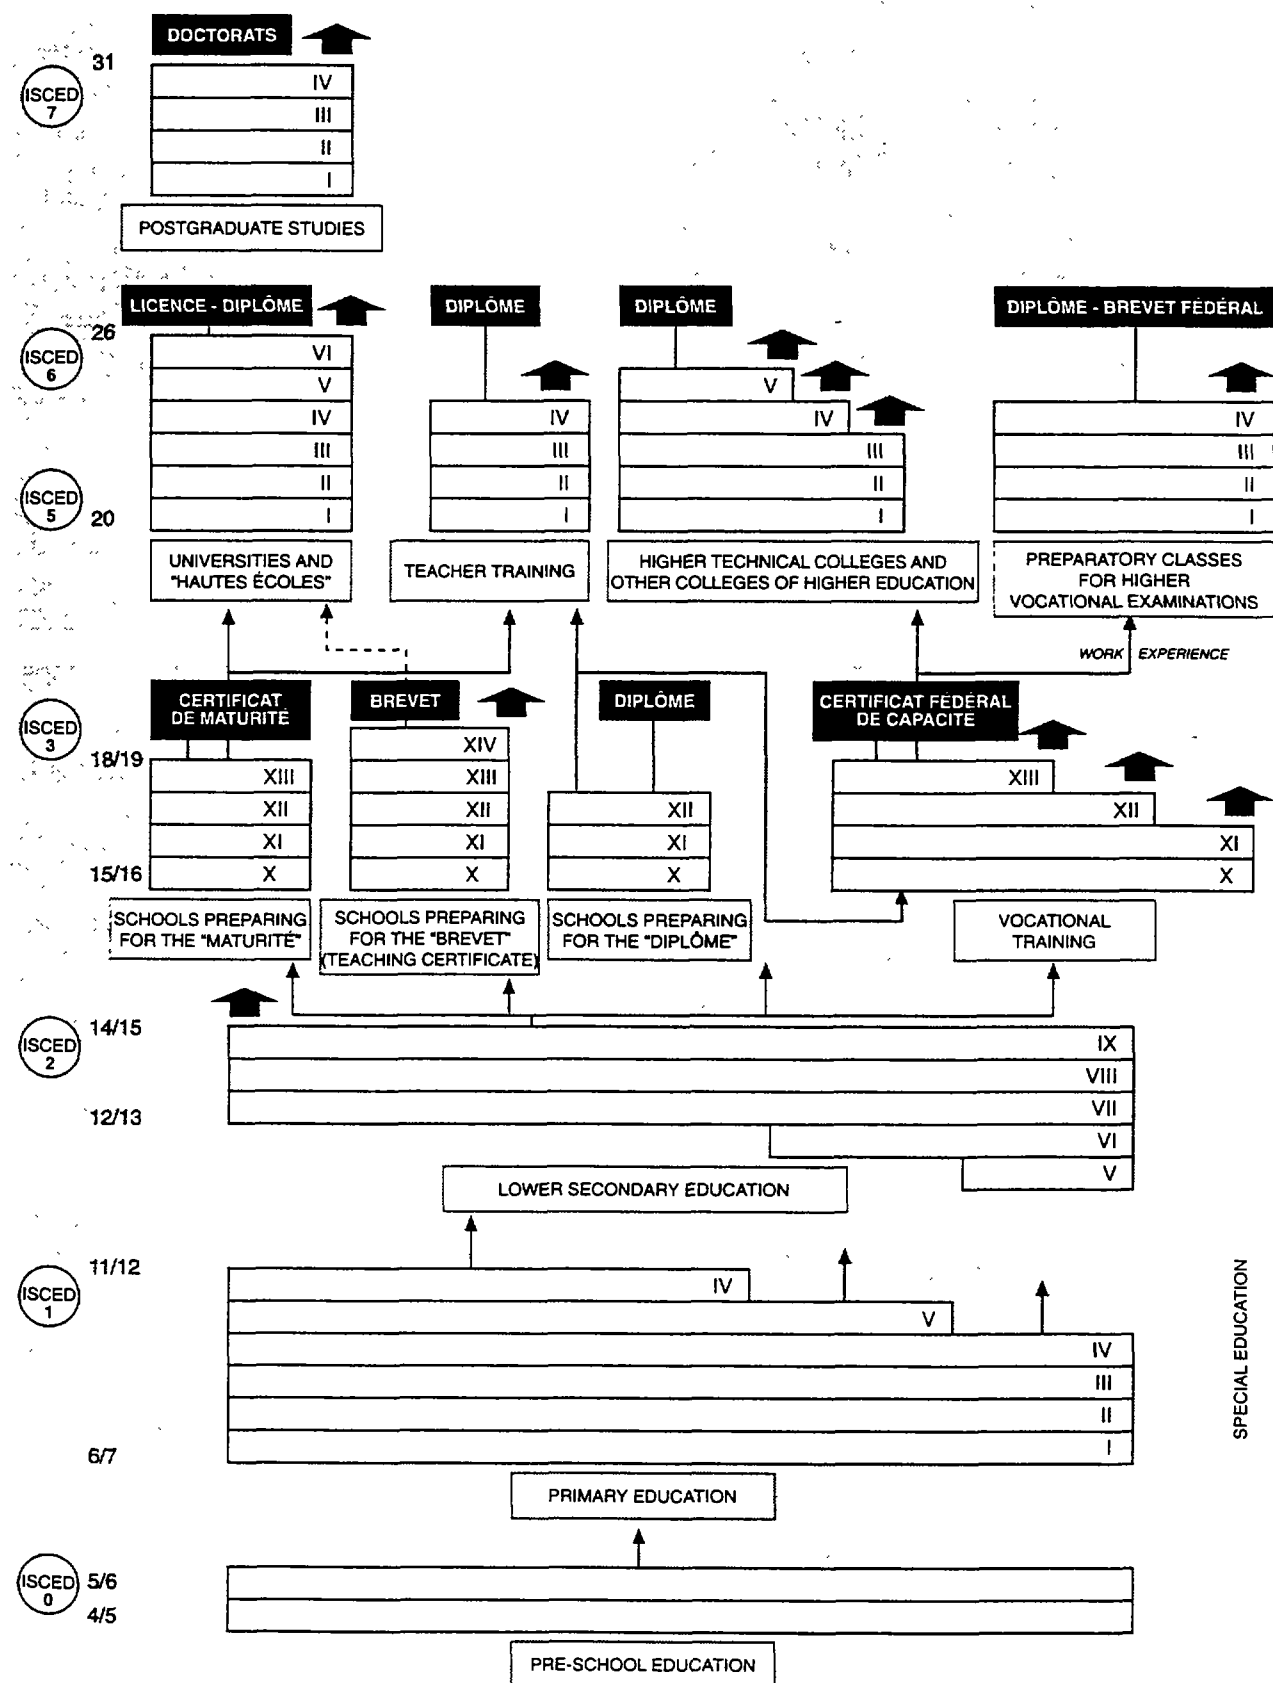 DOCTORATS
31
ISCED
7
IV
III
II
I
POSTGRADUATE STUDIES
LICENCE - DIPLÔME
DIPLÔME
DIPLÔME
DIPLÔME - BREVET FÉDÉRAL
26
ISCED
6
VI
V
IV
III
II
I
IV
III
II
I
V
IV
III
II
I
IV
III
II
I
ISCED
5
20
UNIVERSITIES AND
"HAUTES ÉCOLES"
TEACHER TRAINING
HIGHER TECHNICAL COLLEGES AND
OTHER COLLEGES OF HIGHER EDUCATION
PREPARATORY CLASSES
FOR HIGHER
VOCATIONAL EXAMINATIONS
WORK EXPERIENCE
CERTIFICAT
DE MATURITÉ
BREVET
DIPLÔME
CERTIFICAT FÉDÉRAL
DE CAPACITÉ
ISCED
3
18/19
XIII
XII
XI
X
XIV
XIII
XII
XI
X
XII
XI
X
XIII
XII
XI
X
15/16
SCHOOLS PREPARING
FOR THE "MATURITÉ"
SCHOOLS PREPARING
FOR THE "BREVET"
(TEACHING CERTIFICATE)
SCHOOLS PREPARING
FOR THE "DIPLÔME"
VOCATIONAL
TRAINING
ISCED
2
14/15
IX
VIII
VII
12/13
VI
V
LOWER SECONDARY EDUCATION
11/12
ISCED
1
IV
V
IV
III
II
I
6/7
SPECIAL EDUCATION
PRIMARY EDUCATION
ISCED
0
5/6
4/5
PRE-SCHOOL EDUCATION